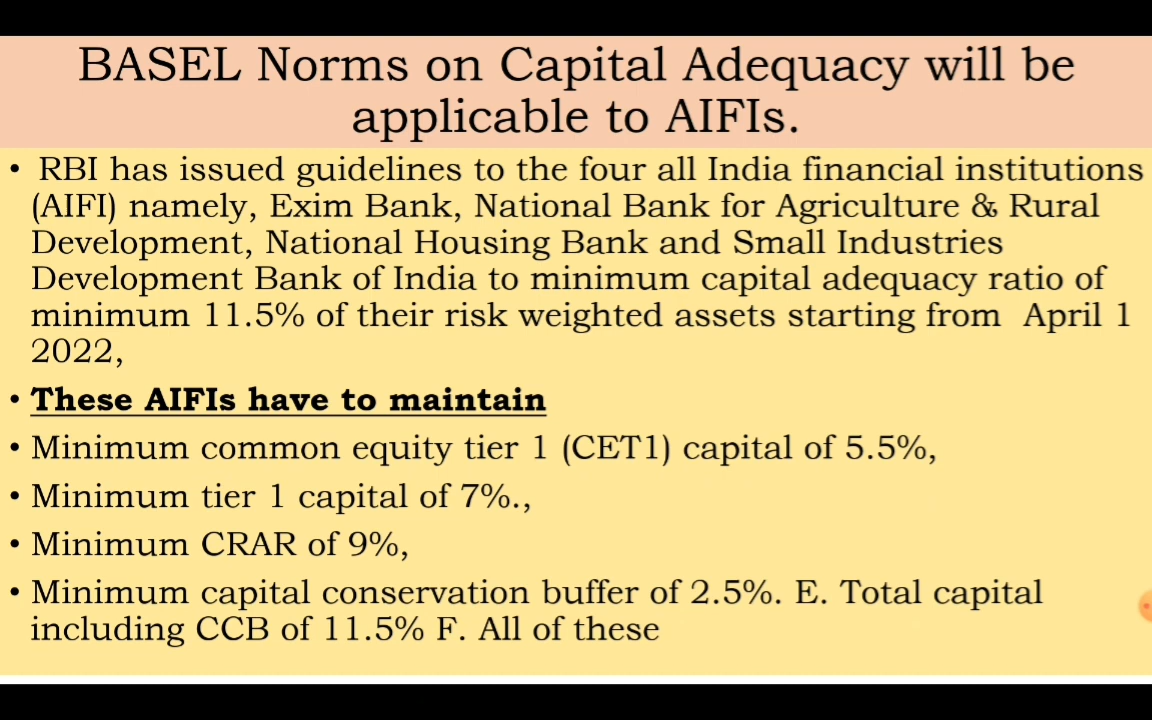 BASEL Norms on Capital Adequacy will be
applicable to AIFIs.
• RBI has issued guidelines to the four all India financial institutions
(AIFI) namely, Exim Bank, National Bank for Agriculture & Rural
Development, National Housing Bank and Small Industries
Development Bank of India to minimum capital adequacy ratio of
minimum 11.5% of their risk weighted assets starting from April 1
2022,
• These AIFIs have to maintain
• Minimum common equity tier 1 (CET1) capital of 5.5%,
• Minimum tier 1 capital of 7%.,
• Minimum CRAR of 9%,
• Minimum capital conservation buffer of 2.5%. E. Total capital
including CCB of 11.5% F. All of these